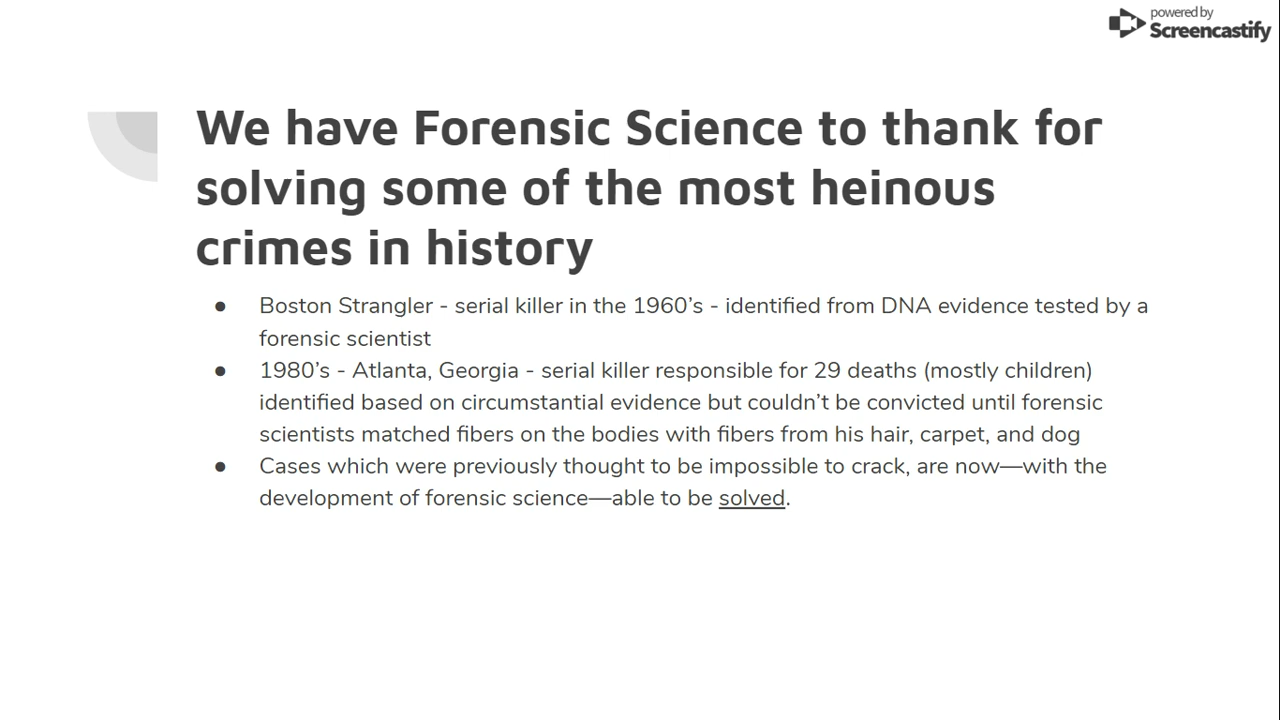 powered by
Screencastify
We have Forensic Science to thank for
solving some of the most heinous
crimes in history
● Boston Strangler - serial killer in the 1960’s - identified from DNA evidence tested by a
forensic scientist
● 1980’s - Atlanta, Georgia - serial killer responsible for 29 deaths (mostly children)
identified based on circumstantial evidence but couldn’t be convicted until forensic
scientists matched fibers on the bodies with fibers from his hair, carpet, and dog
● Cases which were previously thought to be impossible to crack, are now—with the
development of forensic science—able to be solved.